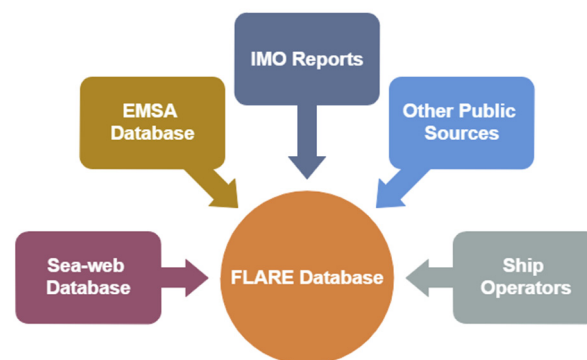 IMO Reports
EMSA
Database
Other Public
Sources
Sea-web
Database
FLARE Database
Ship
Operators